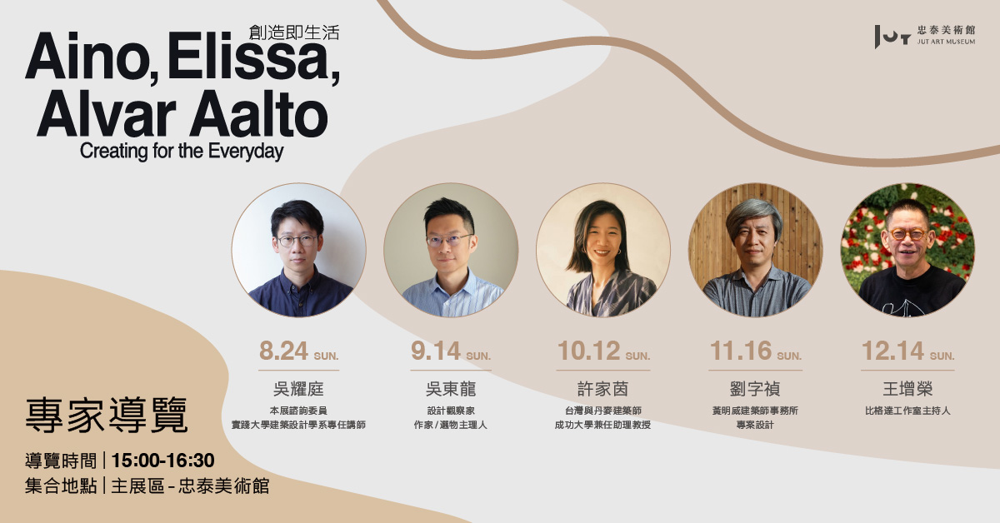 創造即生活
Aino, Elissa,
Alvar Aalto
Creating for the Everyday
忠泰美術館
JUT ART MUSEUM
8.24 SUN.
吳耀庭
本展諮詢委員
實踐大學建築設計學系專任講師
9.14 SUN.
吳東龍
設計觀察家
作家/選物主理人
10.12 SUN.
許家茵
台灣與丹麥建築師
成功大學兼任助理教授
11.16 SUN.
劉字禎
黃明威建築師事務所
專案設計
12.14 SUN.
王增榮
比格達工作室主持人
專家導覽
導覽時間|15:00-16:30
集合地點|主展區-忠泰美術館